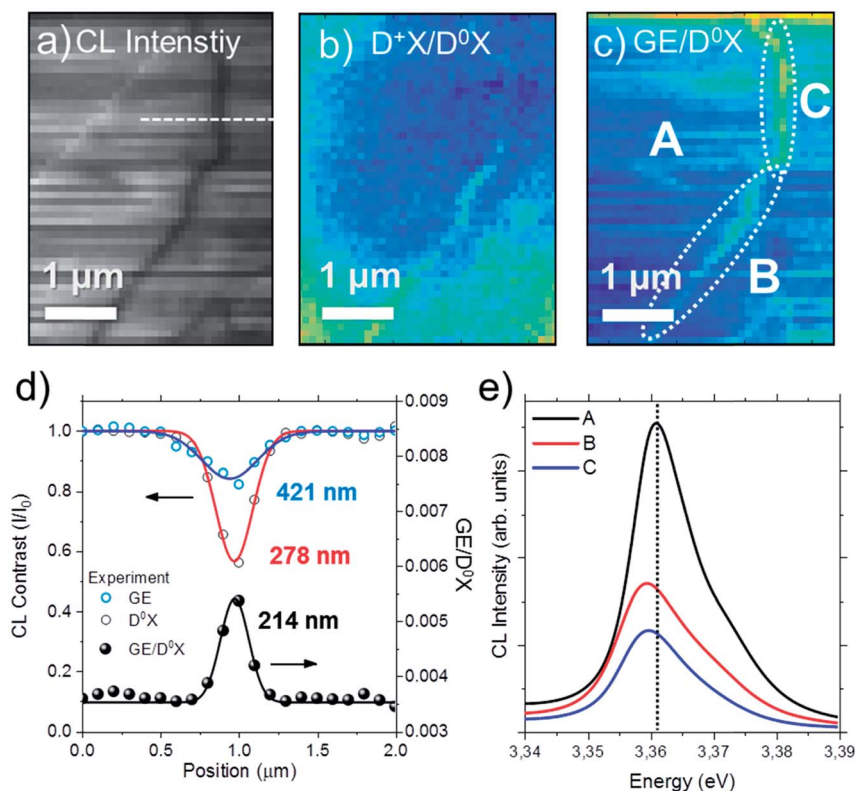 a) CL Intenstiy
b) D⁺X/D⁰X
c) GE/D⁰X
A
B
C
1 µm
1 µm
1 µm
d)
CL Contrast (I/I₀)
1.0
0.8
0.6
0.4
0.2
0.0
421 nm
278 nm
214 nm
Experiment
GE
D⁰X
GE/D⁰X
0.009
0.008
0.007
0.006
0.005
0.004
0.003
GE/D⁰X
0.0 0.5 1.0 1.5 2.0
Position (µm)
e)
A
B
C
CL Intensity (arb. units)
3,34 3,35 3,36 3,37 3,38 3,39
Energy (eV)